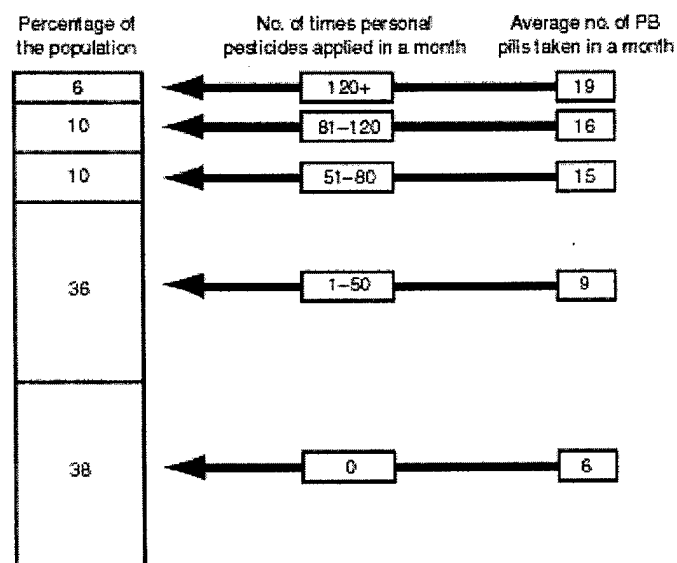 Percentage of
the population
No. of times personal
pesticides applied in a month
Average no. of PB
pills taken in a month
6
120+
19
10
81–120
16
10
51–80
15
36
1–50
9
38
0
6